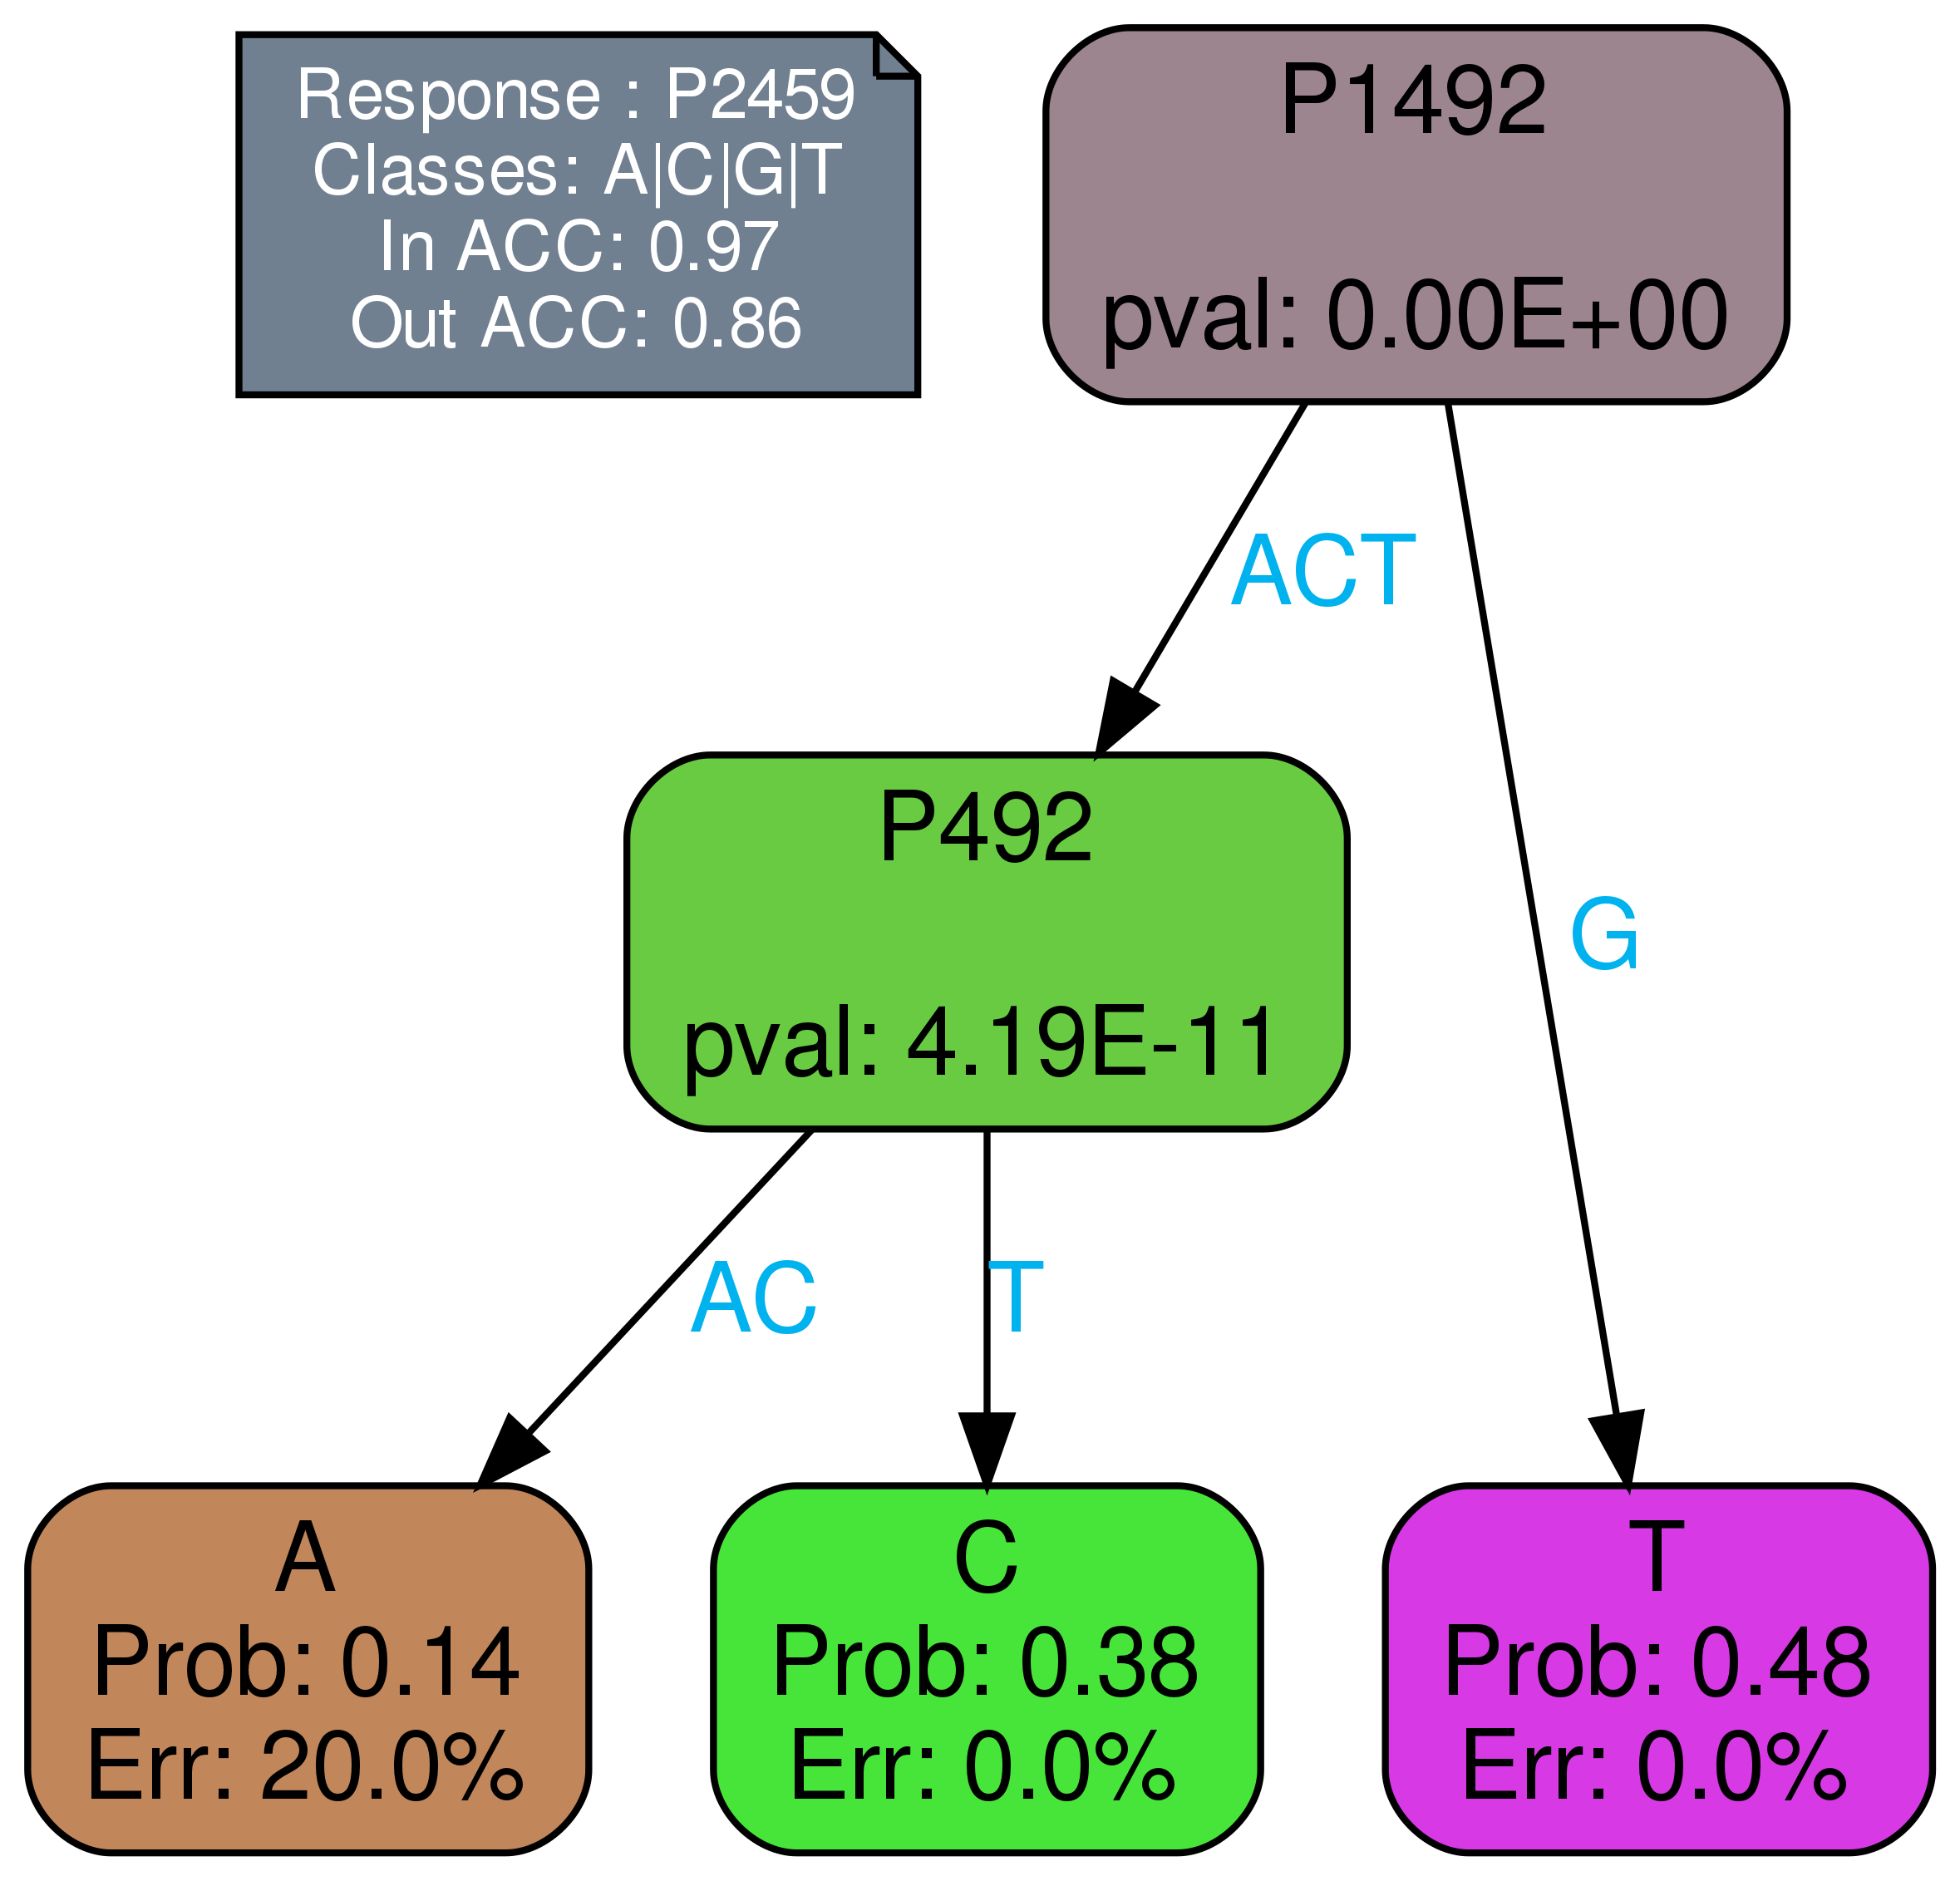 Response : P2459
Classes: A|C|G|T
In ACC: 0.97
Out ACC: 0.86
P1492
pval: 0.00E+00
ACT
P492
pval: 4.19E-11
G
AC
T
A
Prob: 0.14
Err: 20.0%
C
Prob: 0.38
Err: 0.0%
T
Prob: 0.48
Err: 0.0%